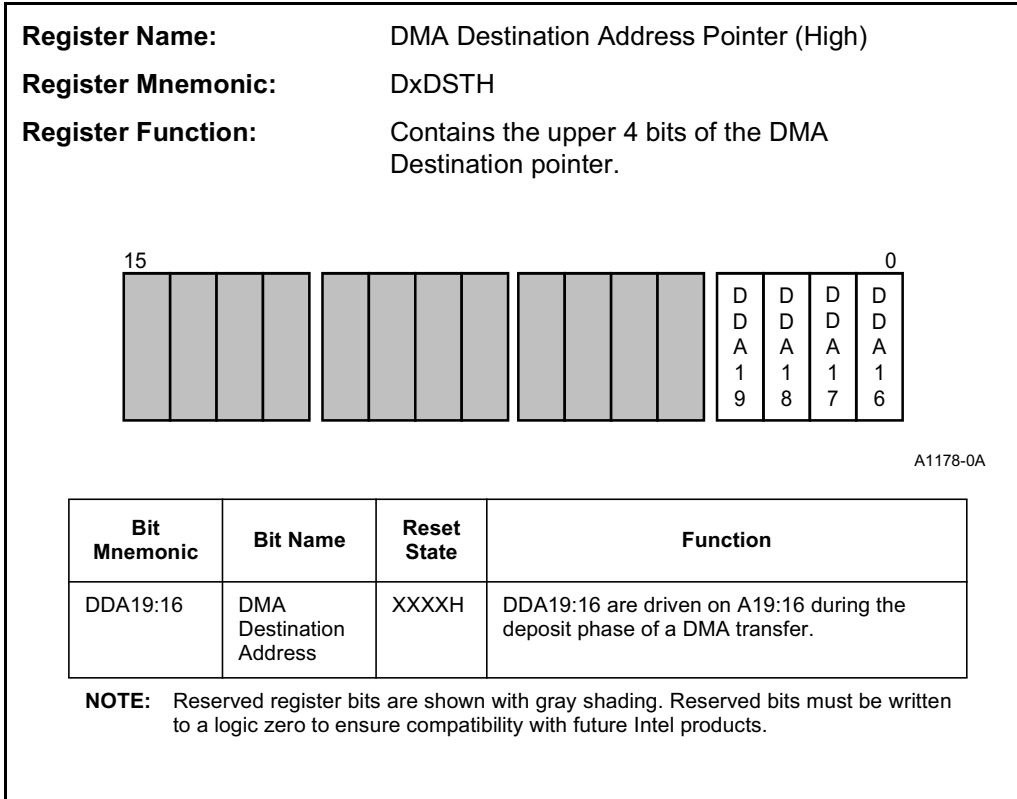 Register Name: DMA Destination Address Pointer (High)
Register Mnemonic: DxDSTH
Register Function: Contains the upper 4 bits of the DMA
Destination pointer.
15 0
D D D D
D D D D
A A A A
1 1 1 1
9 8 7 6
A1178-0A
Bit Mnemonic Bit Name Reset State Function
DDA19:16 DMA XXXXH DDA19:16 are driven on A19:16 during the
Destination deposit phase of a DMA transfer.
Address
NOTE: Reserved register bits are shown with gray shading. Reserved bits must be written
to a logic zero to ensure compatibility with future Intel products.